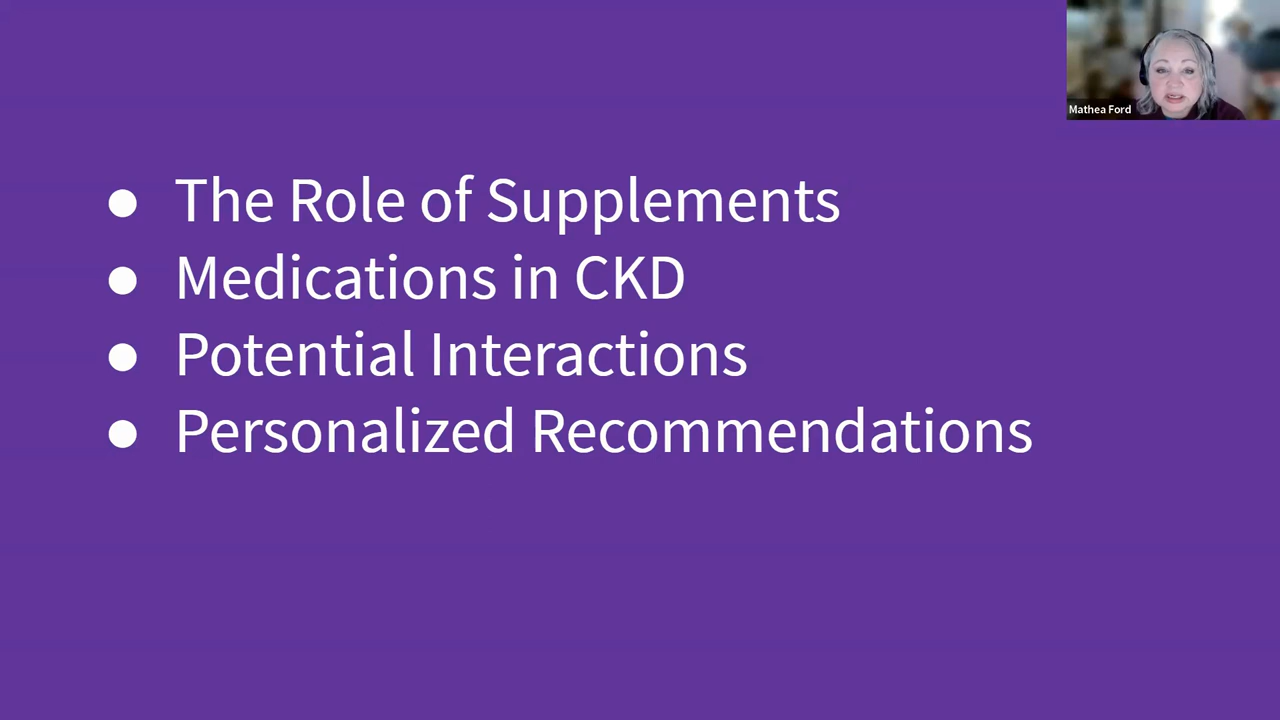 Mathea Ford
● The Role of Supplements
● Medications in CKD
● Potential Interactions
● Personalized Recommendations